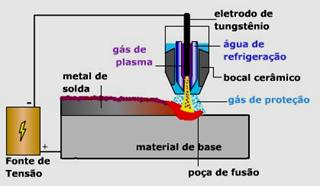 eletrodo de
tungstênio
gás de
plasma
água de
refrigeração
metal de
solda
bocal cerâmico
gás de proteção
-
+
material de base
Fonte de
Tensão
poça de fusão